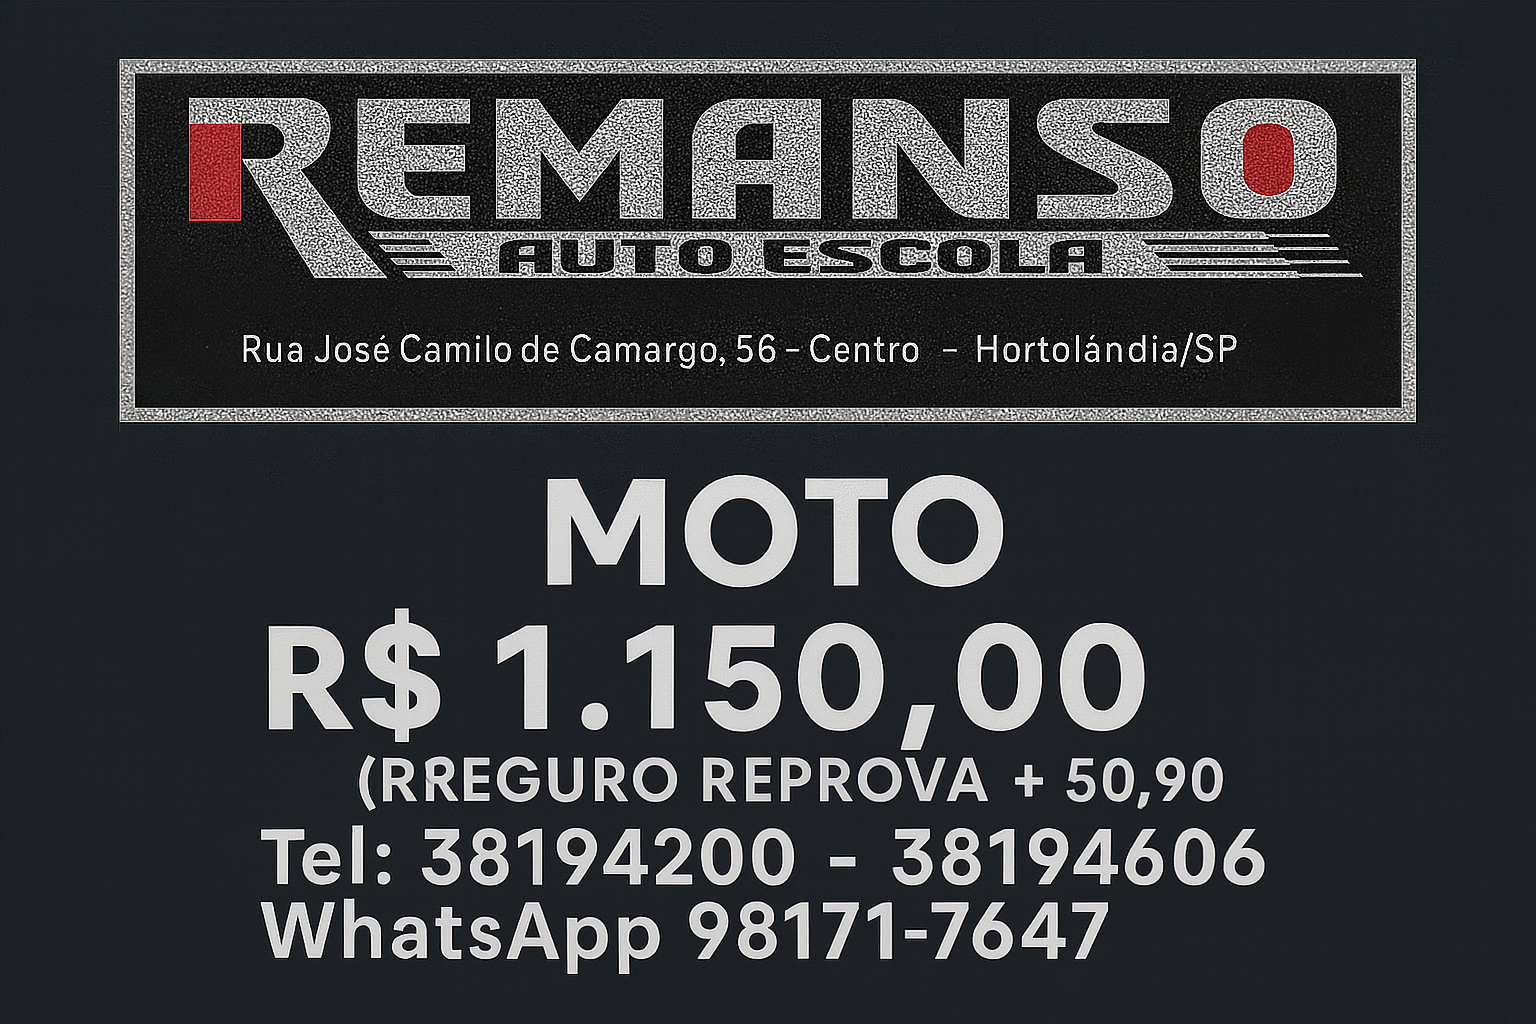 REMANSO
AUTO ESCOLA
Rua José Camilo de Camargo, 56 – Centro – Hortolándia/SP
MOTO
R$ 1.150,00
(RREGURO REPROVA + 50,90
Tel: 38194200 - 38194606
WhatsApp 98171-7647